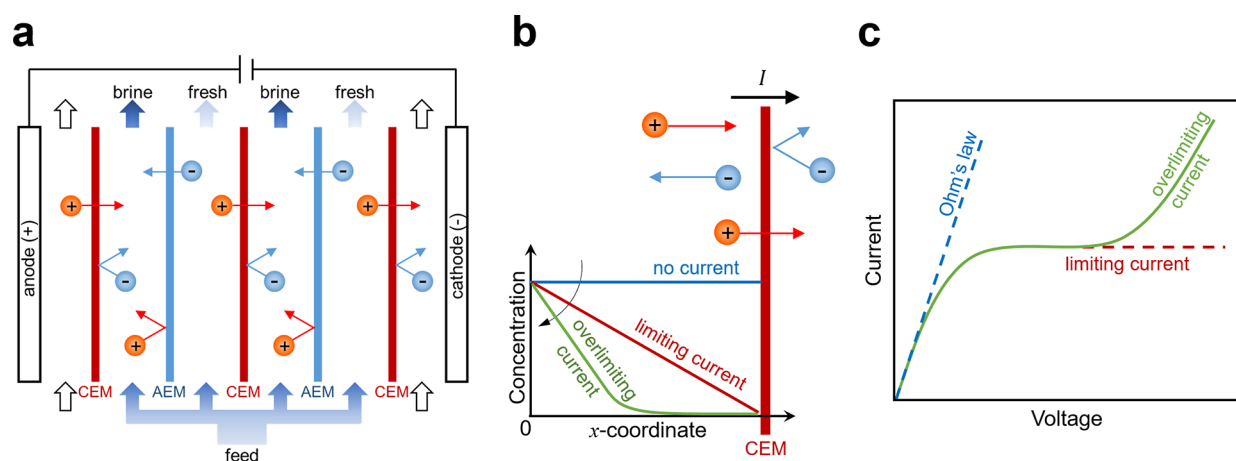 a
brine
fresh
brine
fresh
anode (+)
cathode (-)
+
-
+
-
+
-
-
-
+
+
CEM
AEM
CEM
AEM
CEM
feed
b
I
+
-
-
+
no current
limiting current
overlimiting
current
Concentration
0
x-coordinate
CEM
c
Ohm's law
overlimiting
current
limiting current
Current
Voltage